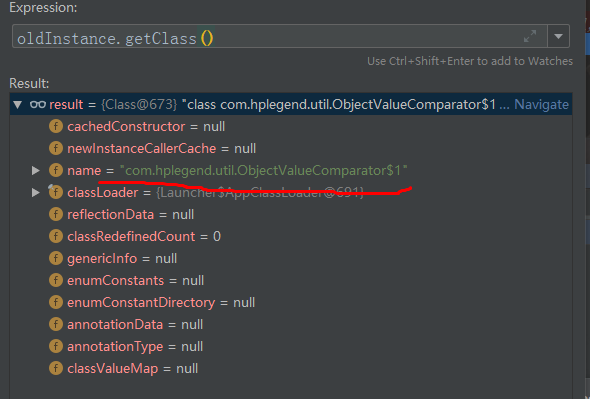 Expression:
oldInstance.getClass()
Use Ctrl+Shift+Enter to add to Watches
Result:
result = {Class@673} "class com.hplegend.util.ObjectValueComparator$1 ... Navigate
f cachedConstructor = null
f newInstanceCallerCache = null
f name = "com.hplegend.util.ObjectValueComparator$1"
f classLoader = {Launcher$AppClassLoader@691}
f reflectionData = null
f classRedefinedCount = 0
f genericInfo = null
f enumConstants = null
f enumConstantDirectory = null
f annotationData = null
f annotationType = null
f classValueMap = null